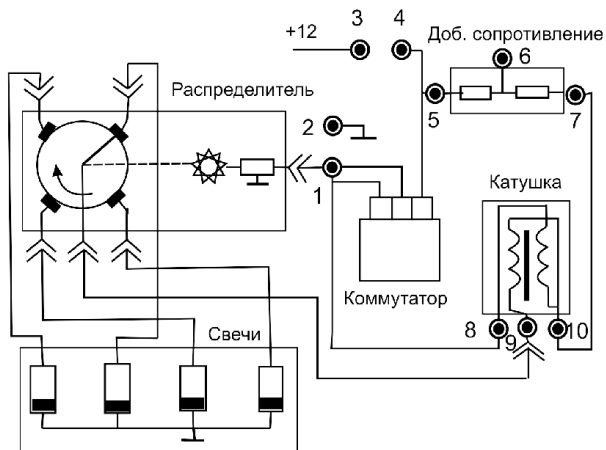 +12
3
4
Доб. сопротивление
6
Распределитель
5
7
2
1
Катушка
Коммутатор
8
9
10
Свечи